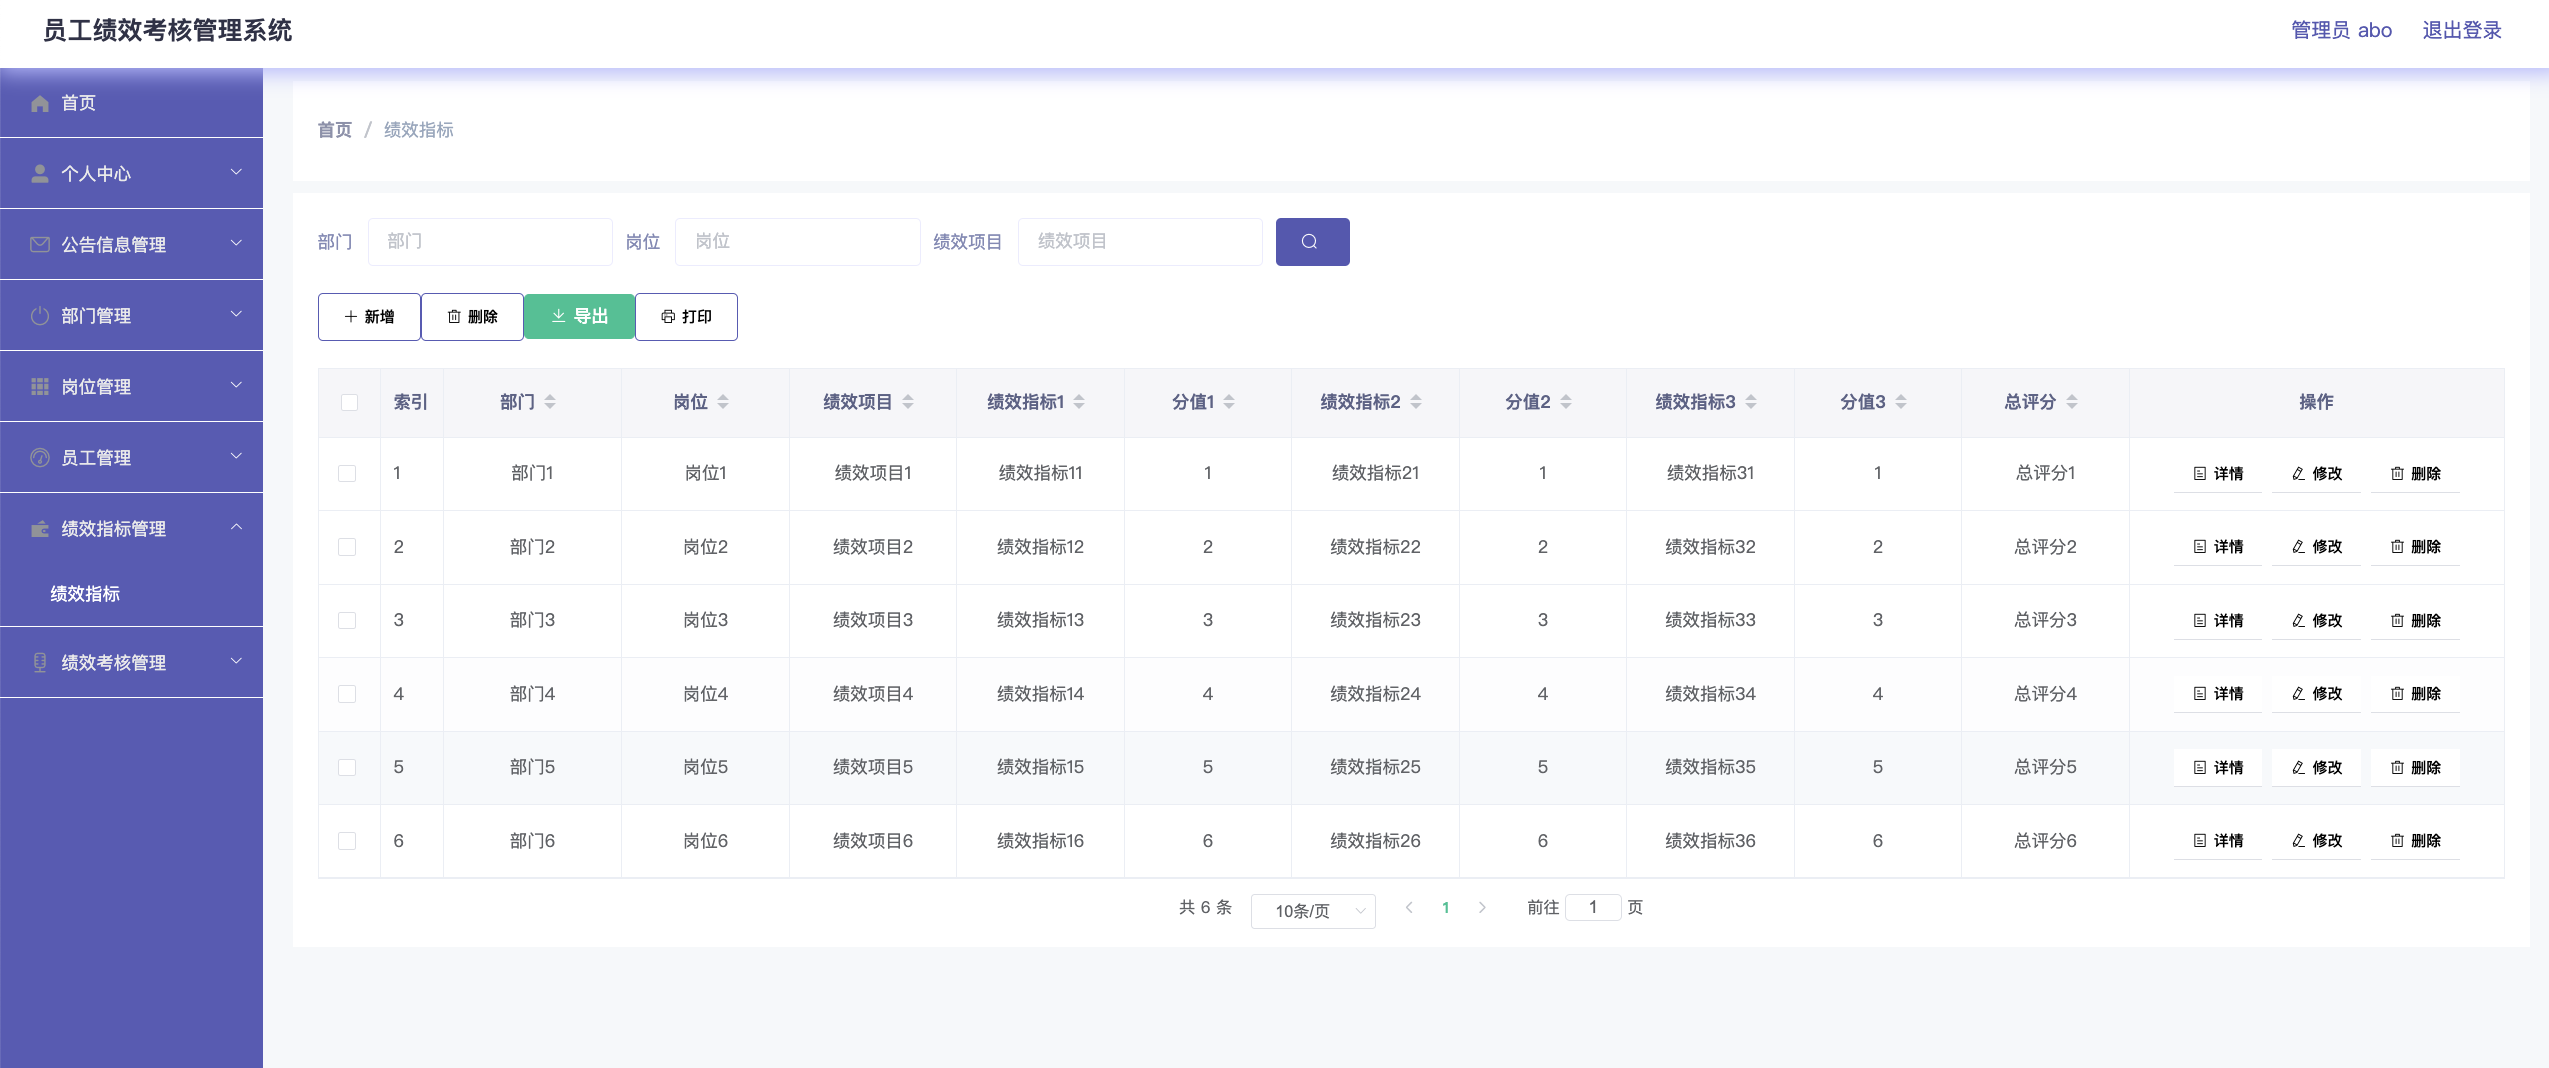 员工绩效考核管理系统
管理员 abo 退出登录
首页
个人中心
公告信息管理
部门管理
岗位管理
员工管理
绩效指标管理
绩效指标
绩效考核管理
首页 / 绩效指标
部门 部门 岗位 岗位 绩效项目 绩效项目
新增 删除 导出 打印
索引 部门 岗位 绩效项目 绩效指标1 分值1 绩效指标2 分值2 绩效指标3 分值3 总评分 操作
1 部门1 岗位1 绩效项目1 绩效指标11 1 绩效指标21 1 绩效指标31 1 总评分1 详情 修改 删除
2 部门2 岗位2 绩效项目2 绩效指标12 2 绩效指标22 2 绩效指标32 2 总评分2 详情 修改 删除
3 部门3 岗位3 绩效项目3 绩效指标13 3 绩效指标23 3 绩效指标33 3 总评分3 详情 修改 删除
4 部门4 岗位4 绩效项目4 绩效指标14 4 绩效指标24 4 绩效指标34 4 总评分4 详情 修改 删除
5 部门5 岗位5 绩效项目5 绩效指标15 5 绩效指标25 5 绩效指标35 5 总评分5 详情 修改 删除
6 部门6 岗位6 绩效项目6 绩效指标16 6 绩效指标26 6 绩效指标36 6 总评分6 详情 修改 删除
共 6 条 10条/页 1 前往 1 页